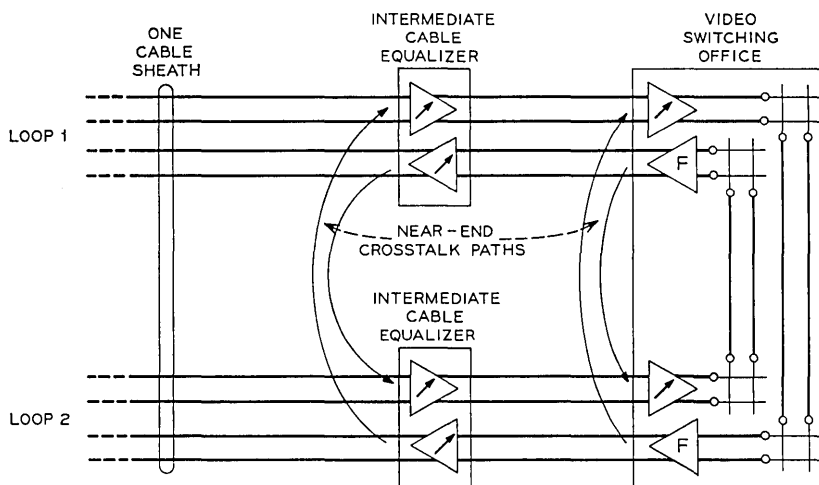 ONE
CABLE
SHEATH
INTERMEDIATE
CABLE
EQUALIZER
VIDEO
SWITCHING
OFFICE
LOOP 1
F
NEAR-END
CROSSTALK PATHS
INTERMEDIATE
CABLE
EQUALIZER
LOOP 2
F